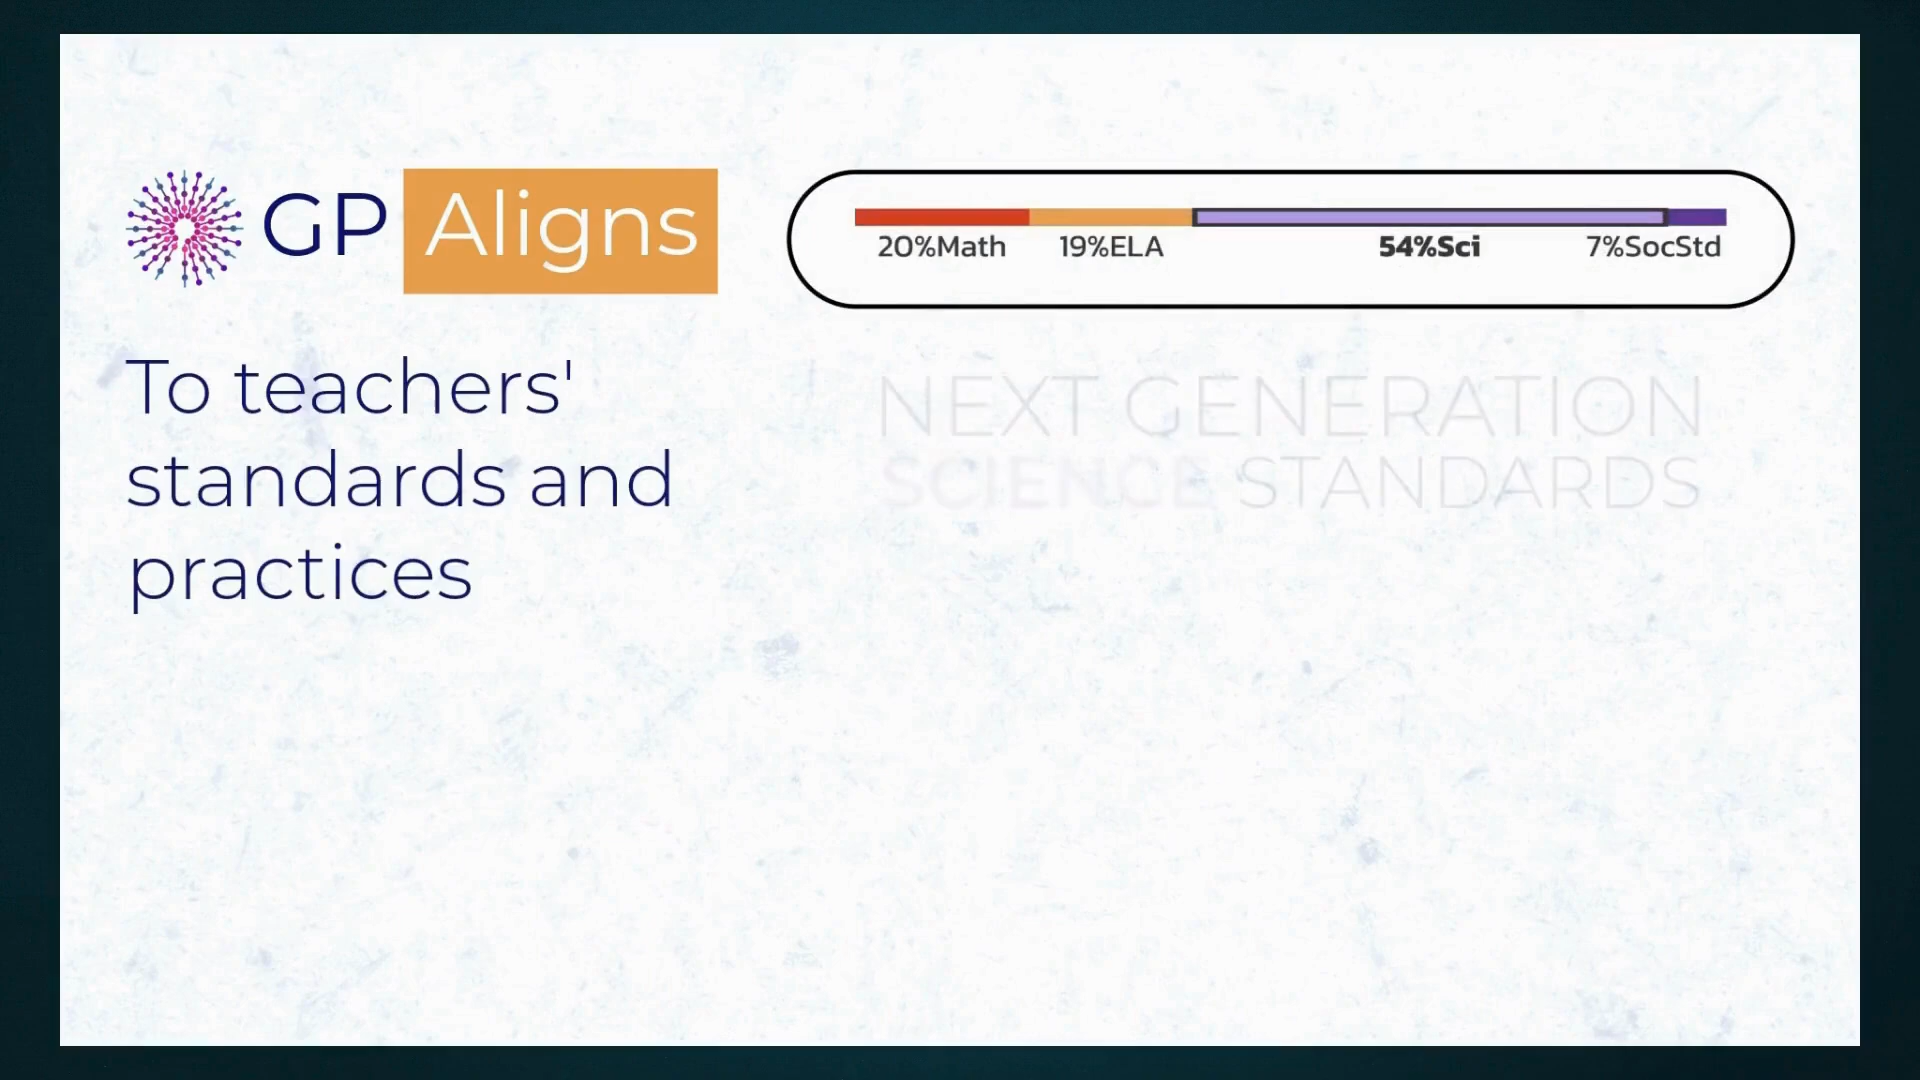 GP Aligns
To teachers'
standards and
practices
20%Math 19%ELA 54%Sci 7%SocStd
NEXT GENERATION
SCIENCE STANDARDS